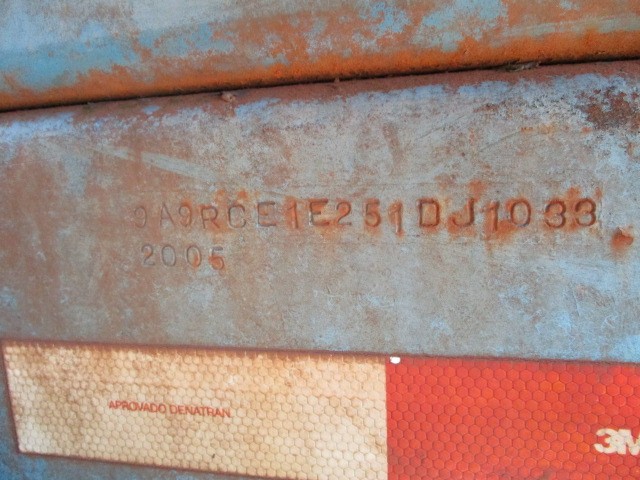 9A9RCE1E251DJ1033
2005
APROVADO DENATRAN
3M